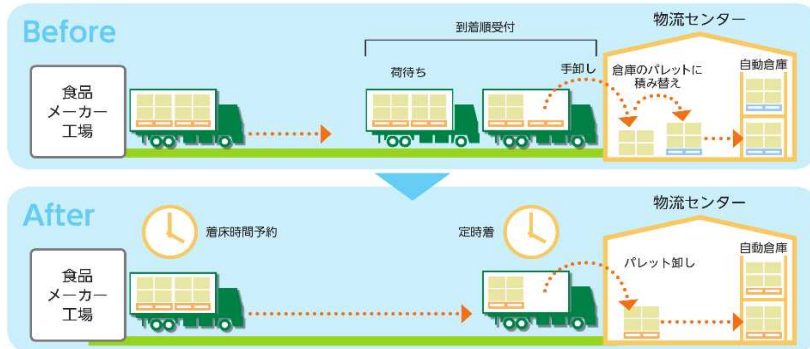 Before
食品
メーカー
工場
到着順受付
荷待ち
手卸し
物流センター
倉庫のパレットに
積み替え
自動倉庫
After
食品
メーカー
工場
着床時間予約
定時着
物流センター
パレット卸し
自動倉庫